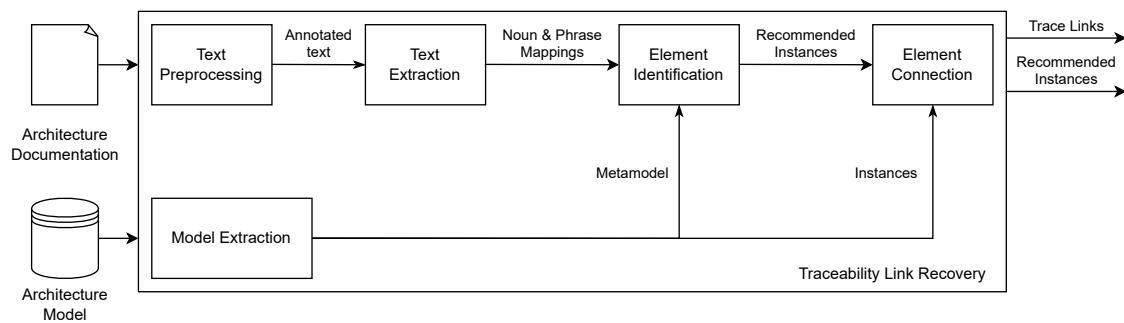 Architecture
Documentation
Text
Preprocessing
Annotated
text
Text
Extraction
Noun & Phrase
Mappings
Element
Identification
Recommended
Instances
Element
Connection
Trace Links
Recommended
Instances
Metamodel
Instances
Model Extraction
Architecture
Model
Traceability Link Recovery